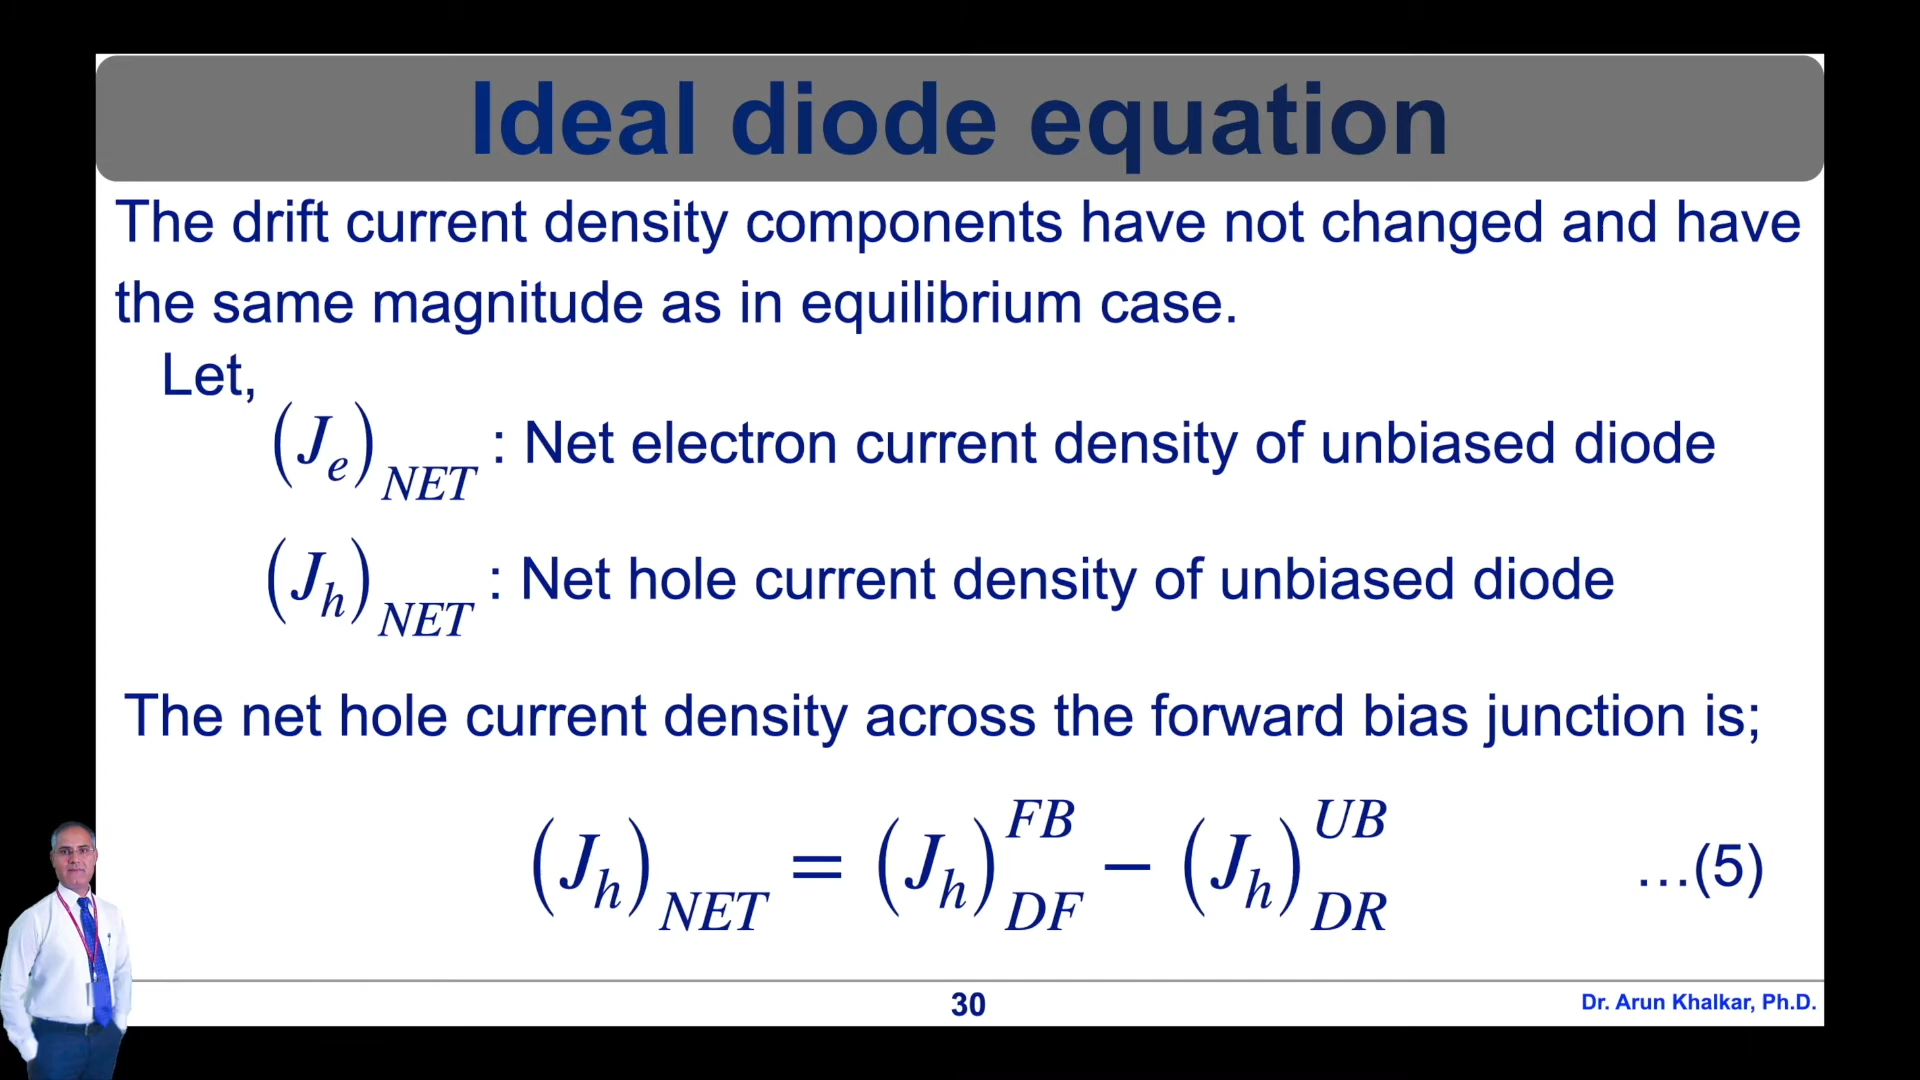 Ideal diode equation
The drift current density components have not changed and have
the same magnitude as in equilibrium case.
Let,
(J_e)_NET : Net electron current density of unbiased diode
(J_h)_NET : Net hole current density of unbiased diode
The net hole current density across the forward bias junction is;
(J_h)_NET = (J_h)^FB_DF − (J_h)^UB_DR …(5)
30
Dr. Arun Khalkar, Ph.D.